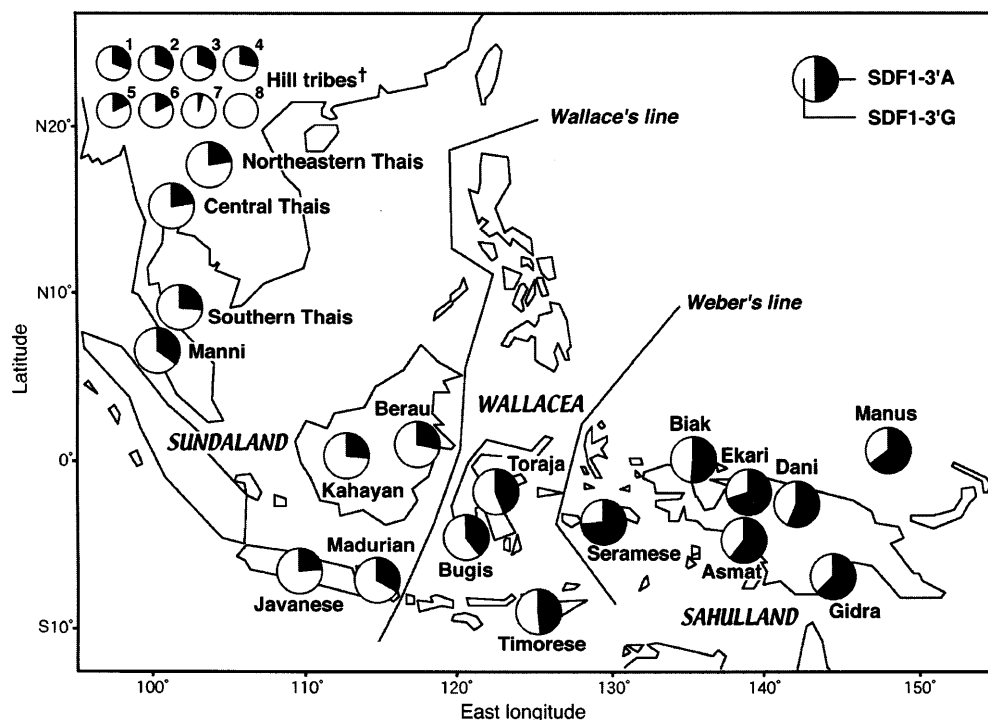 1 2 3 4
Hill tribes†
5 6 7 8
SDF1-3'A
SDF1-3'G
Wallace's line
N20°
Northeastern Thais
Central Thais
N10°
Weber's line
Southern Thais
Manni
Latitude
Berau
WALLACEA
Biak
Manus
SUNDALAND
Ekari
0°
Toraja
Dani
Kahayan
Madurian
Seramese
Bugis
Asmat
Javanese
Gidra
SAHULLAND
S10°
Timorese
100° 110° 120° 130° 140° 150°
East longitude